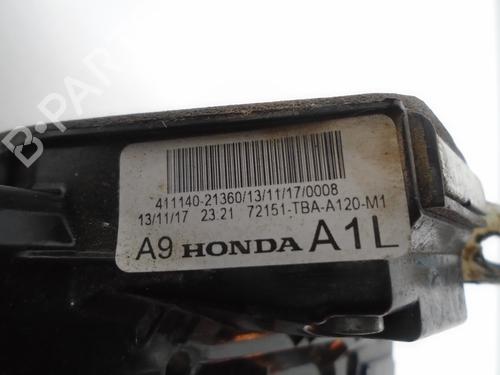 B-PARTS
411140-21360/13/11/17/0008
13/11/17 23.21 72151-TBA-A120-M1
A9 HONDA A1L